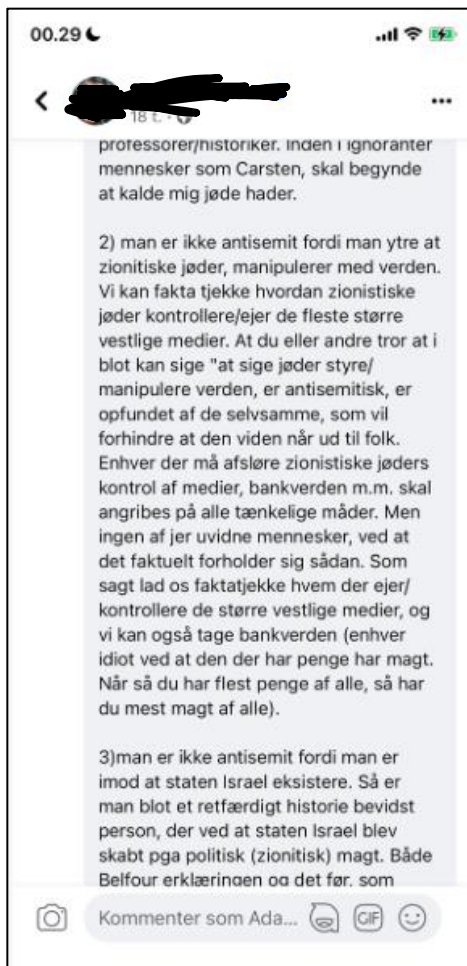 00.29
18 t. ·
professorer/historiker. Inden i ignoranter
mennesker som Carsten, skal begynde
at kalde mig jøde hader.
2) man er ikke antisemit fordi man ytre at
zionitiske jøder, manipulerer med verden.
Vi kan fakta tjekke hvordan zionistiske
jøder kontrollere/ejer de fleste større
vestlige medier. At du eller andre tror at i
blot kan sige "at sige jøder styre/
manipulere verden, er antisemitisk, er
opfundet af de selvsamme, som vil
forhindre at den viden når ud til folk.
Enhver der må afsløre zionistiske jøders
kontrol af medier, bankverden m.m. skal
angribes på alle tænkelige måder. Men
ingen af jer uvidne mennesker, ved at
det faktuelt forholder sig sådan. Som
sagt lad os faktatjekke hvem der ejer/
kontrollere de større vestlige medier, og
vi kan også tage bankverden (enhver
idiot ved at den der har penge har magt.
Når så du har flest penge af alle, så har
du mest magt af alle).
3)man er ikke antisemit fordi man er
imod at staten Israel eksistere. Så er
man blot et retfærdigt historie bevidst
person, der ved at staten Israel blev
skabt pga politisk (zionitisk) magt. Både
Belfour erklæringen og det før, som
Kommenter som Ada...
GIF